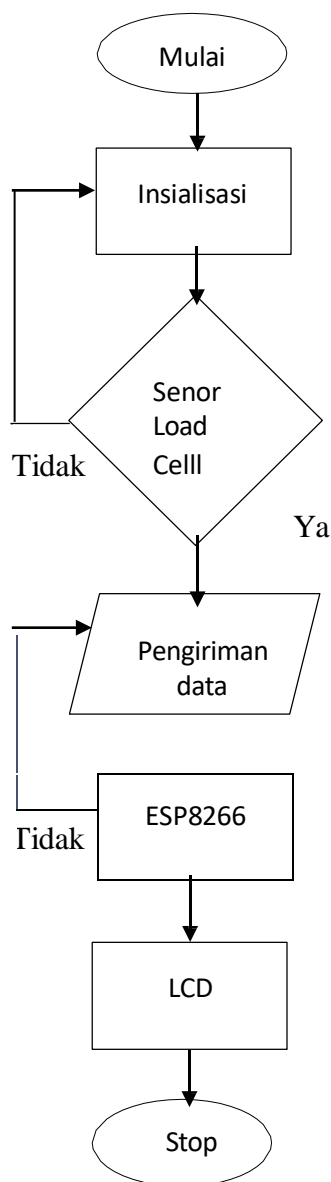 Mulai
Insialisasi
Senor
Load
Celll
Tidak
Ya
Pengiriman
data
ESP8266
Tidak
LCD
Stop